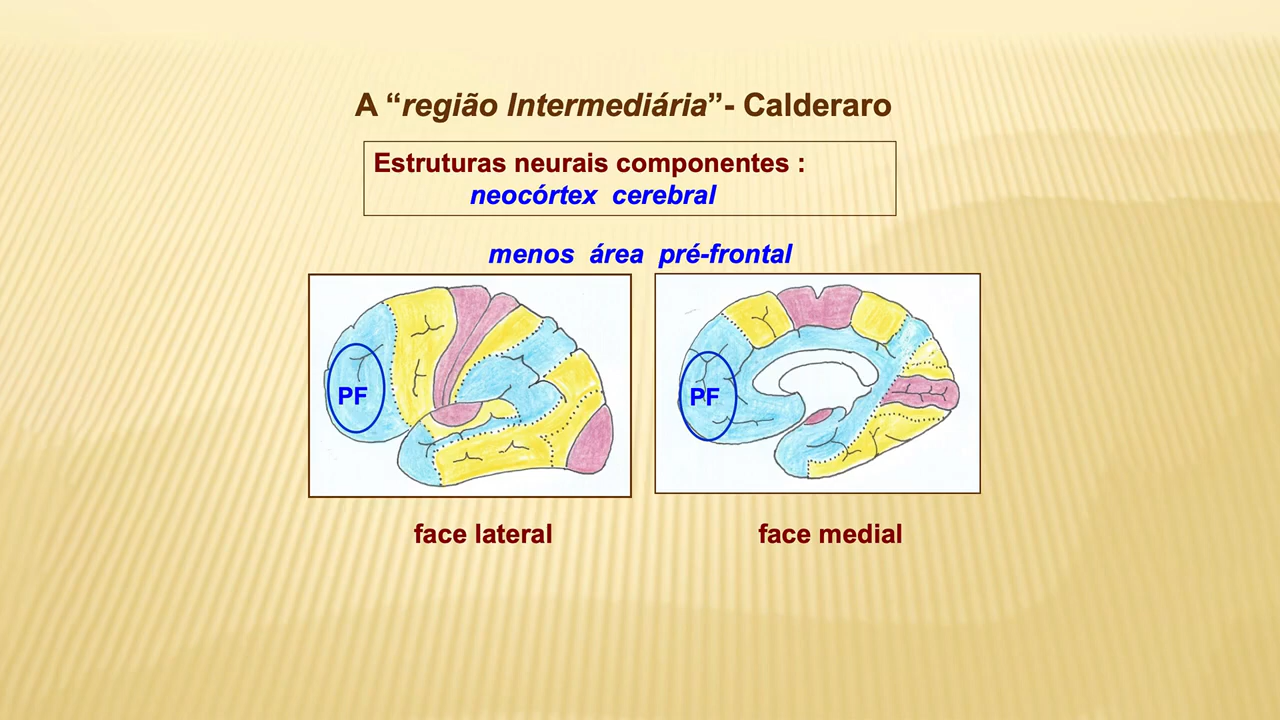 A “região Intermediária”- Calderaro
Estruturas neurais componentes :
neocórtex cerebral
menos área pré-frontal
PF
PF
face lateral
face medial